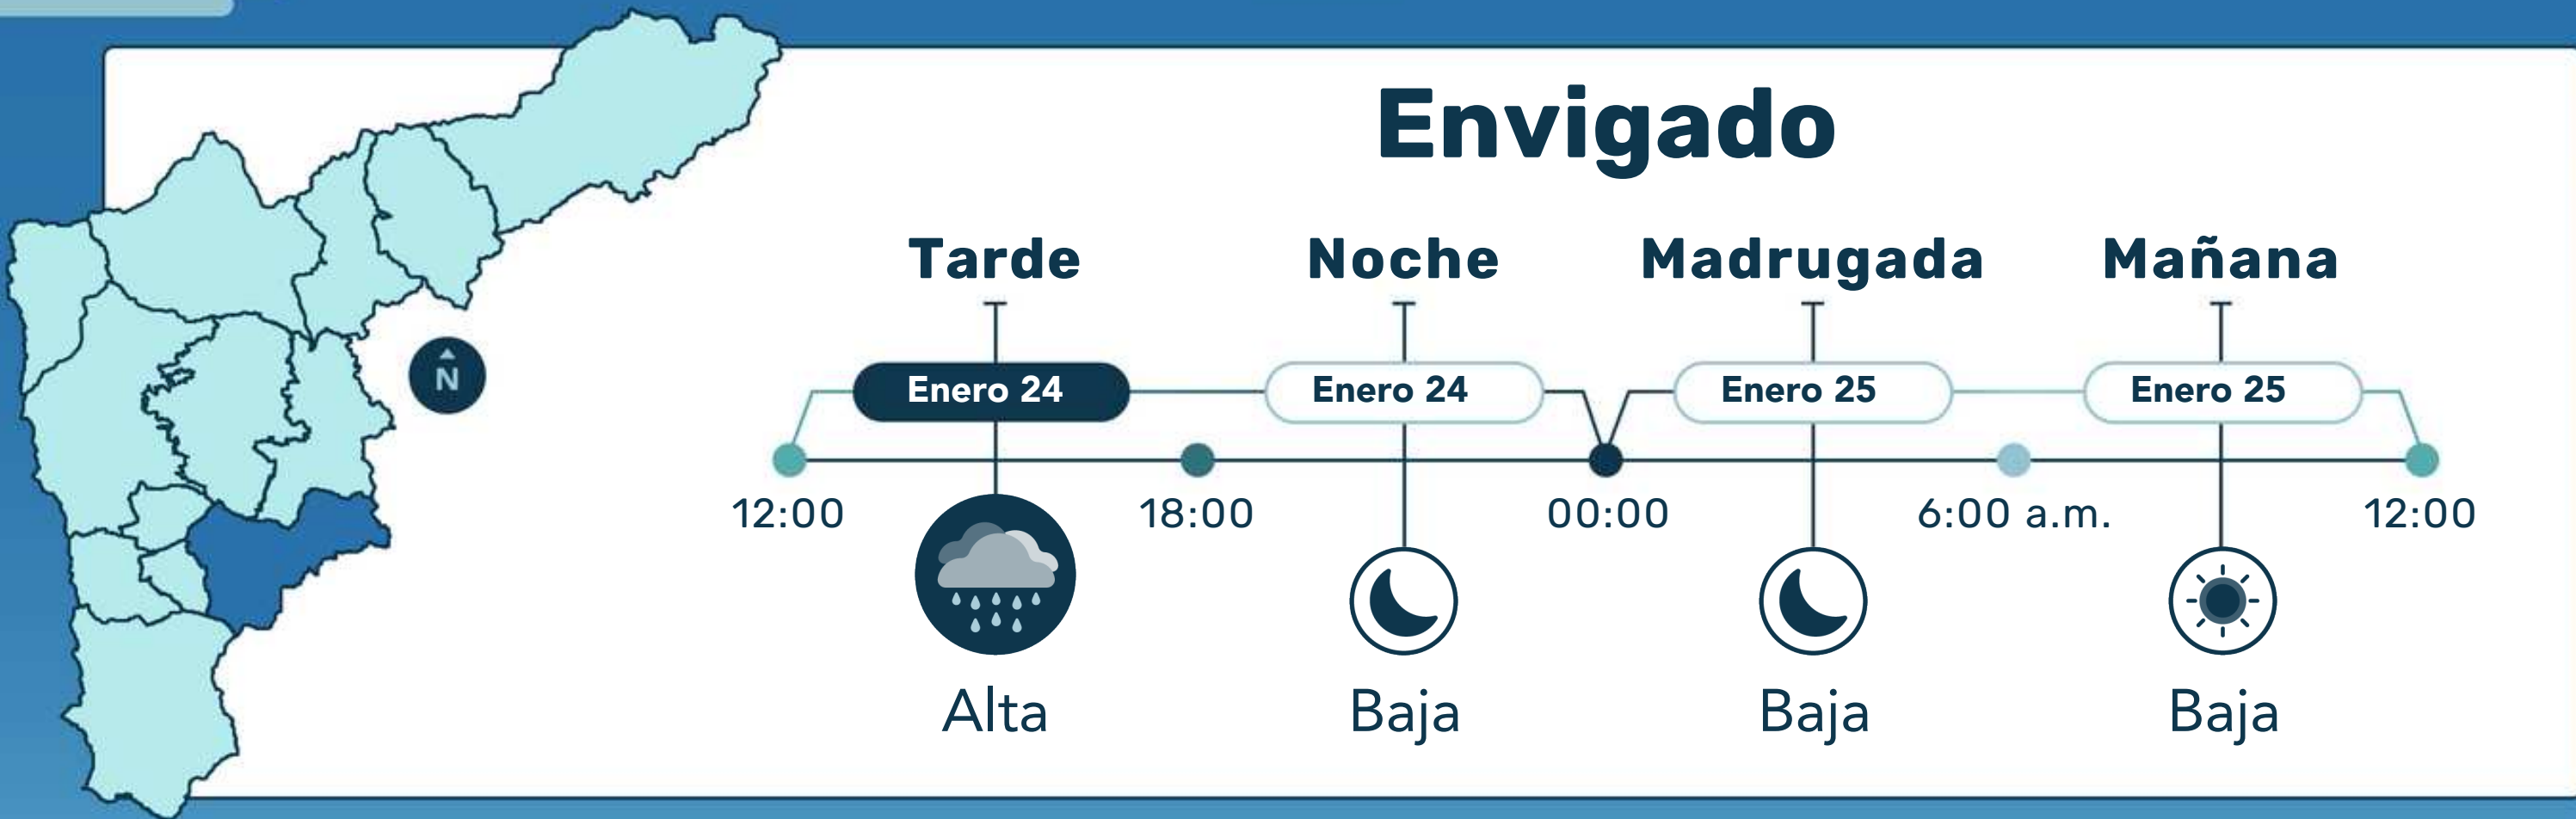 Envigado
Tarde Noche Madrugada Mañana
Enero 24 Enero 24 Enero 25 Enero 25
N
12:00 18:00 00:00 6:00 a.m. 12:00
Alta Baja Baja Baja